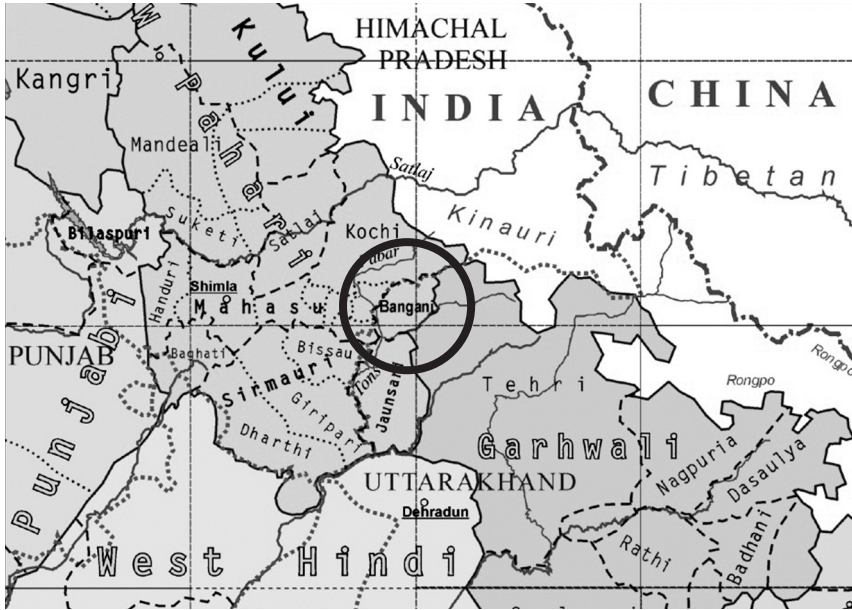 HIMACHAL
PRADESH
INDIA
CHINA
Kangri
W. Pahari
Kului
Mandeali
Satlaj
Tibetan
Kinauri
Suketi
Satlaj
Kochi
Bilaspuri
Pabar
Handuri
Shimla
Mahasu
Bangani
PUNJAB
Punjabi
Baghati
Bissau
Sirmauri
Tons
Jaunsari
Giripari
Dharthi
Tehri
Rongpo
Rongpo
Garhwali
Nagpuria
Dasaulya
UTTARAKHAND
Dehradun
West Hindi
Rathi
Badhani